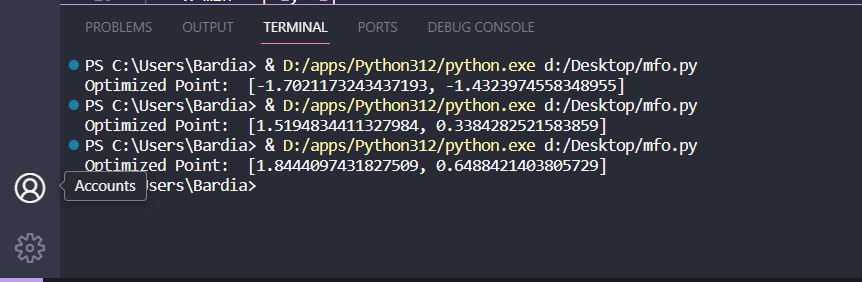 PROBLEMS OUTPUT TERMINAL PORTS DEBUG CONSOLE
PS C:\Users\Bardia> & D:/apps/Python312/python.exe d:/Desktop/mfo.py
Optimized Point:  [-1.7021173243437193, -1.4323974558348955]
PS C:\Users\Bardia> & D:/apps/Python312/python.exe d:/Desktop/mfo.py
Optimized Point:  [1.5194834411327984, 0.3384282521583859]
PS C:\Users\Bardia> & D:/apps/Python312/python.exe d:/Desktop/mfo.py
Optimized Point:  [1.8444097431827509, 0.6488421403805729]
Accounts sers\Bardia>